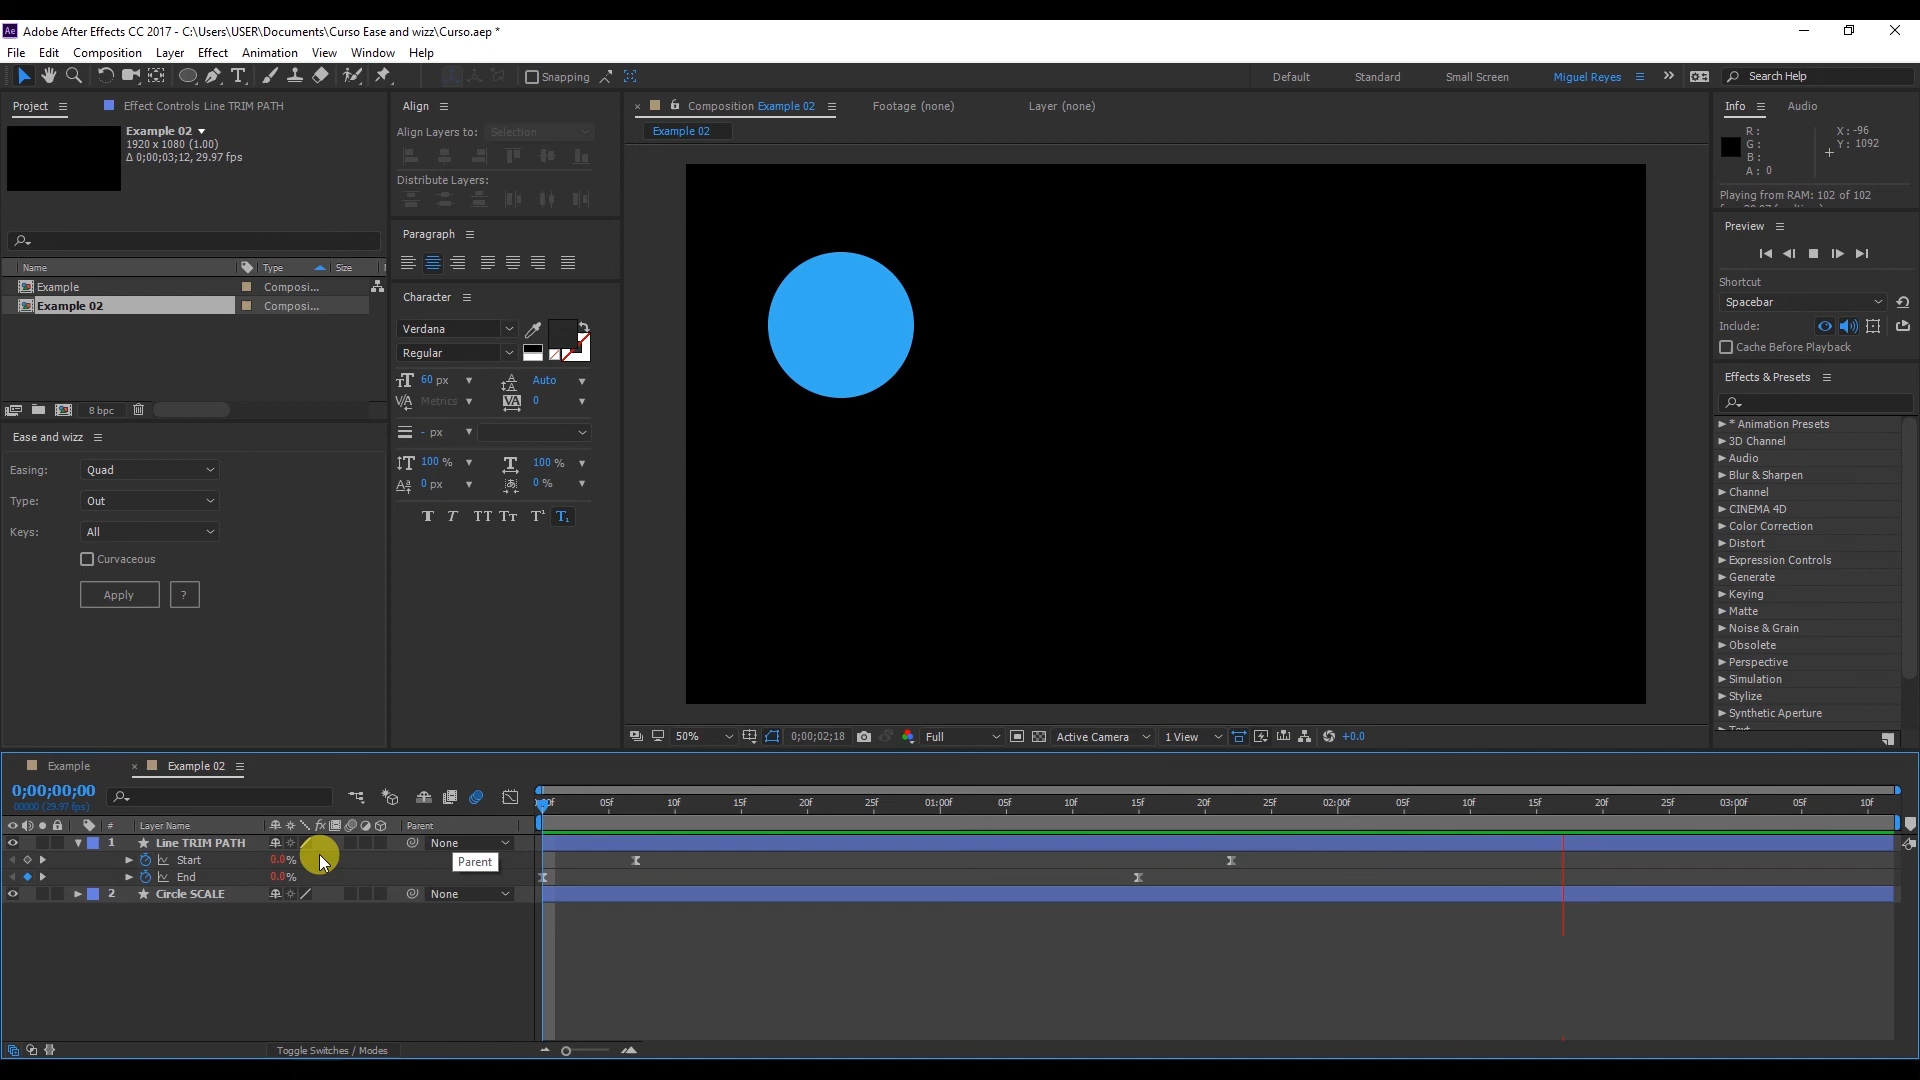 Adobe After Effects CC 2017 - C:\Users\USER\Documents\Curso Ease and wizz\Curso.aep *
File Edit Composition Layer Effect Animation View Window Help
Snapping Default Standard Small Screen Miguel Reyes Search Help
Project Effect Controls Line TRIM PATH
Example 02
1920 x 1080 (1.00)
Δ 0;00;03;12, 29.97 fps
Name Type Size
Example Composi...
Example 02 Composi...
8 bpc
Ease and wizz
Easing: Quad
Type: Out
Keys: All
Curvaceous
Apply ?
Align
Align Layers to: Selection
Distribute Layers:
Paragraph
Character
Verdana
Regular
60 px Auto
Metrics 0
- px
100 % 100 %
0 px 0 %
T T TT Tт T¹ T₁
Composition Example 02 Footage (none) Layer (none)
Example 02
50% 0;00;02;18 Full Active Camera 1 View +0.0
Info Audio
R:
G:
B:
A: 0
X: -96
Y: 1092
Playing from RAM: 102 of 102
Preview
Shortcut
Spacebar
Include:
Cache Before Playback
Effects & Presets
* Animation Presets
3D Channel
Audio
Blur & Sharpen
Channel
CINEMA 4D
Color Correction
Distort
Expression Controls
Generate
Keying
Matte
Noise & Grain
Obsolete
Perspective
Simulation
Stylize
Synthetic Aperture
Example Example 02
0;00;00;00
00000 (29.97 fps)
05f 10f 15f 20f 25f 01:00f 05f 10f 15f 20f 25f 02:00f 05f 10f 15f 20f 25f 03:00f 05f 10f
# Layer Name Parent
1 Line TRIM PATH None
Start 0.0%
Parent
End 0.0%
2 Circle SCALE None
Toggle Switches / Modes